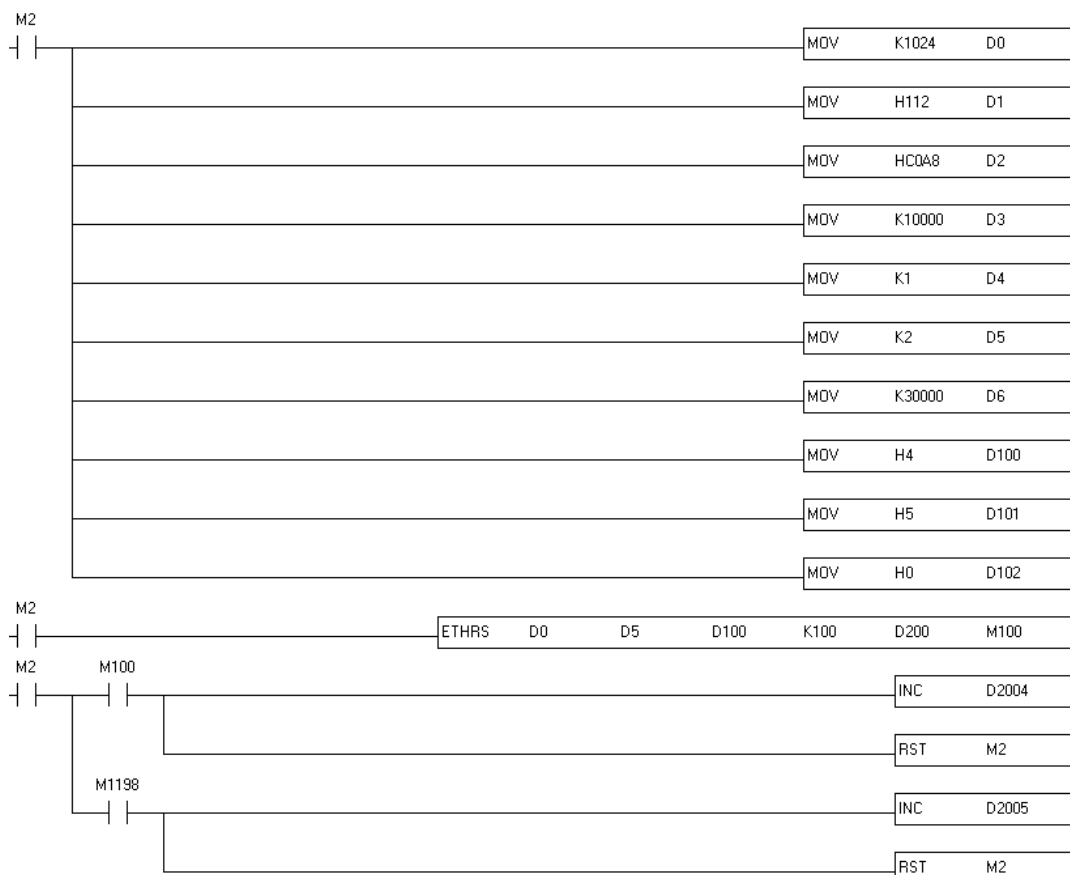 M2
MOV K1024 D0
MOV H112 D1
MOV HC0A8 D2
MOV K10000 D3
MOV K1 D4
MOV K2 D5
MOV K30000 D6
MOV H4 D100
MOV H5 D101
MOV H0 D102
M2
ETHRS D0 D5 D100 K100 D200 M100
M2 M100
INC D2004
RST M2
M1198
INC D2005
RST M2